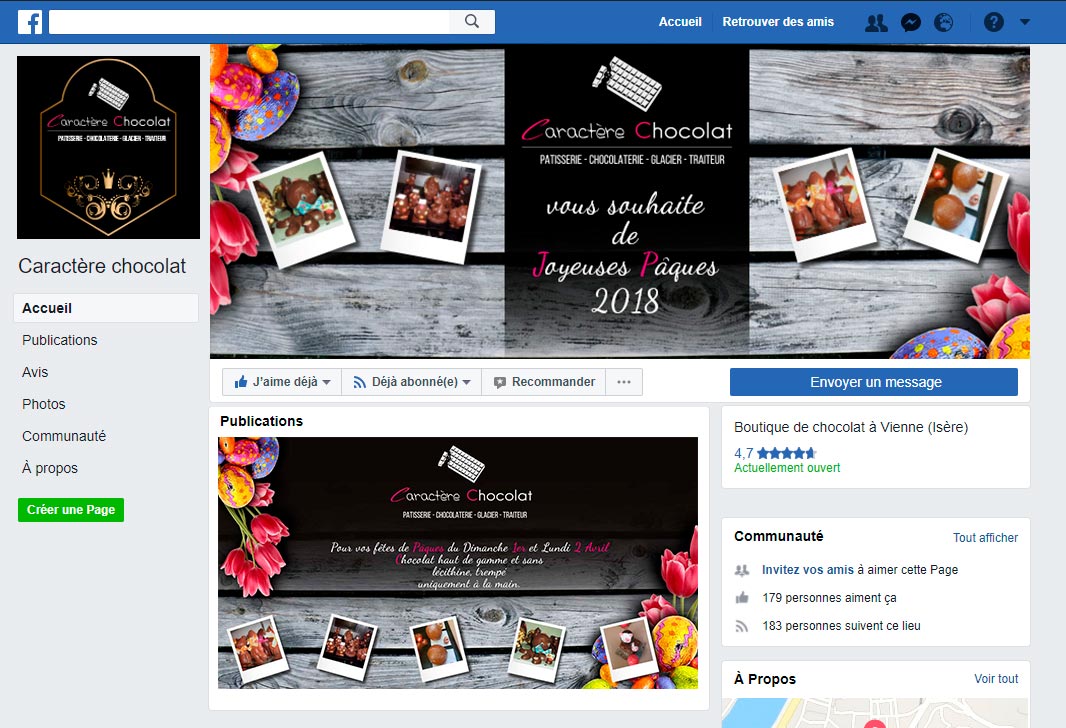 Accueil
Retrouver des amis
Caractère Chocolat
PATISSERIE - CHOCOLATERIE - GLACIER - TRAITEUR
Caractère chocolat
Accueil
Publications
Avis
Photos
Communauté
À propos
Créer une Page
Caractère Chocolat
PATISSERIE - CHOCOLATERIE - GLACIER - TRAITEUR
vous souhaite
de
Joyeuses Pâques
2018
J'aime déjà
Déjà abonné(e)
Recommander
Envoyer un message
Publications
Caractère Chocolat
PATISSERIE - CHOCOLATERIE - GLACIER - TRAITEUR
Pour vos fêtes de Pâques du Dimanche 1er et Lundi 2 Avril
Chocolat haut de gamme et sans
lécithine, trempé
uniquement à la main.
Boutique de chocolat à Vienne (Isère)
4,7
Actuellement ouvert
Communauté
Tout afficher
Invitez vos amis à aimer cette Page
179 personnes aiment ça
183 personnes suivent ce lieu
À Propos
Voir tout